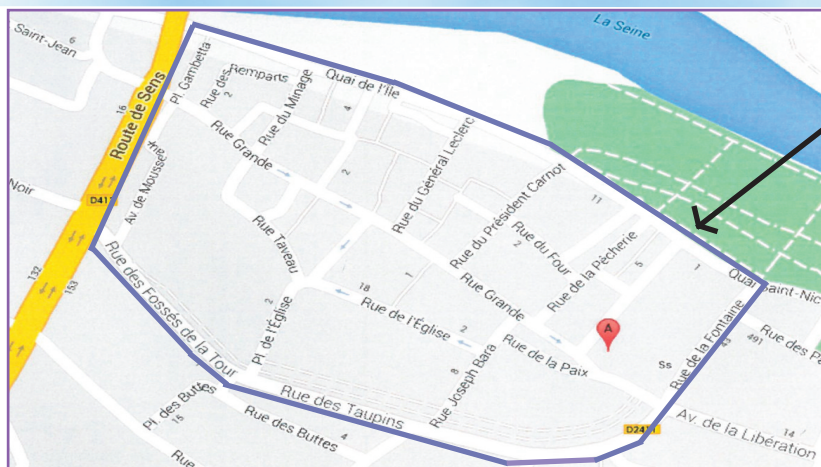 La Seine
Saint-Jean
6
16
Route de Sens
Pl. Gambetta
Rue des
Remparts
2
Rue du Minage
4
Quai de l'Ile
Rue Grande
2
Rue du Général Leclerc
Rue du Président Carnot
11
Noir
D411
Av. de Mousse
Rue Taveau
Rue du Four
2
Rue de la Pêcherie
5
1
Quai Saint-Nic
132
153
Rue des Fossés de la Tour
18
1
Rue Grande
2
Pl. de l'Église
Rue de l'Église
2
A
Rue de la Paix
Ss
Rue de la Fontaine
43
491
Rue des Pa
8
Rue Joseph Bara
Rue des Taupins
Pl. des Buttes
15
Rue des Buttes
4
Rue
Av. de la Libération
14